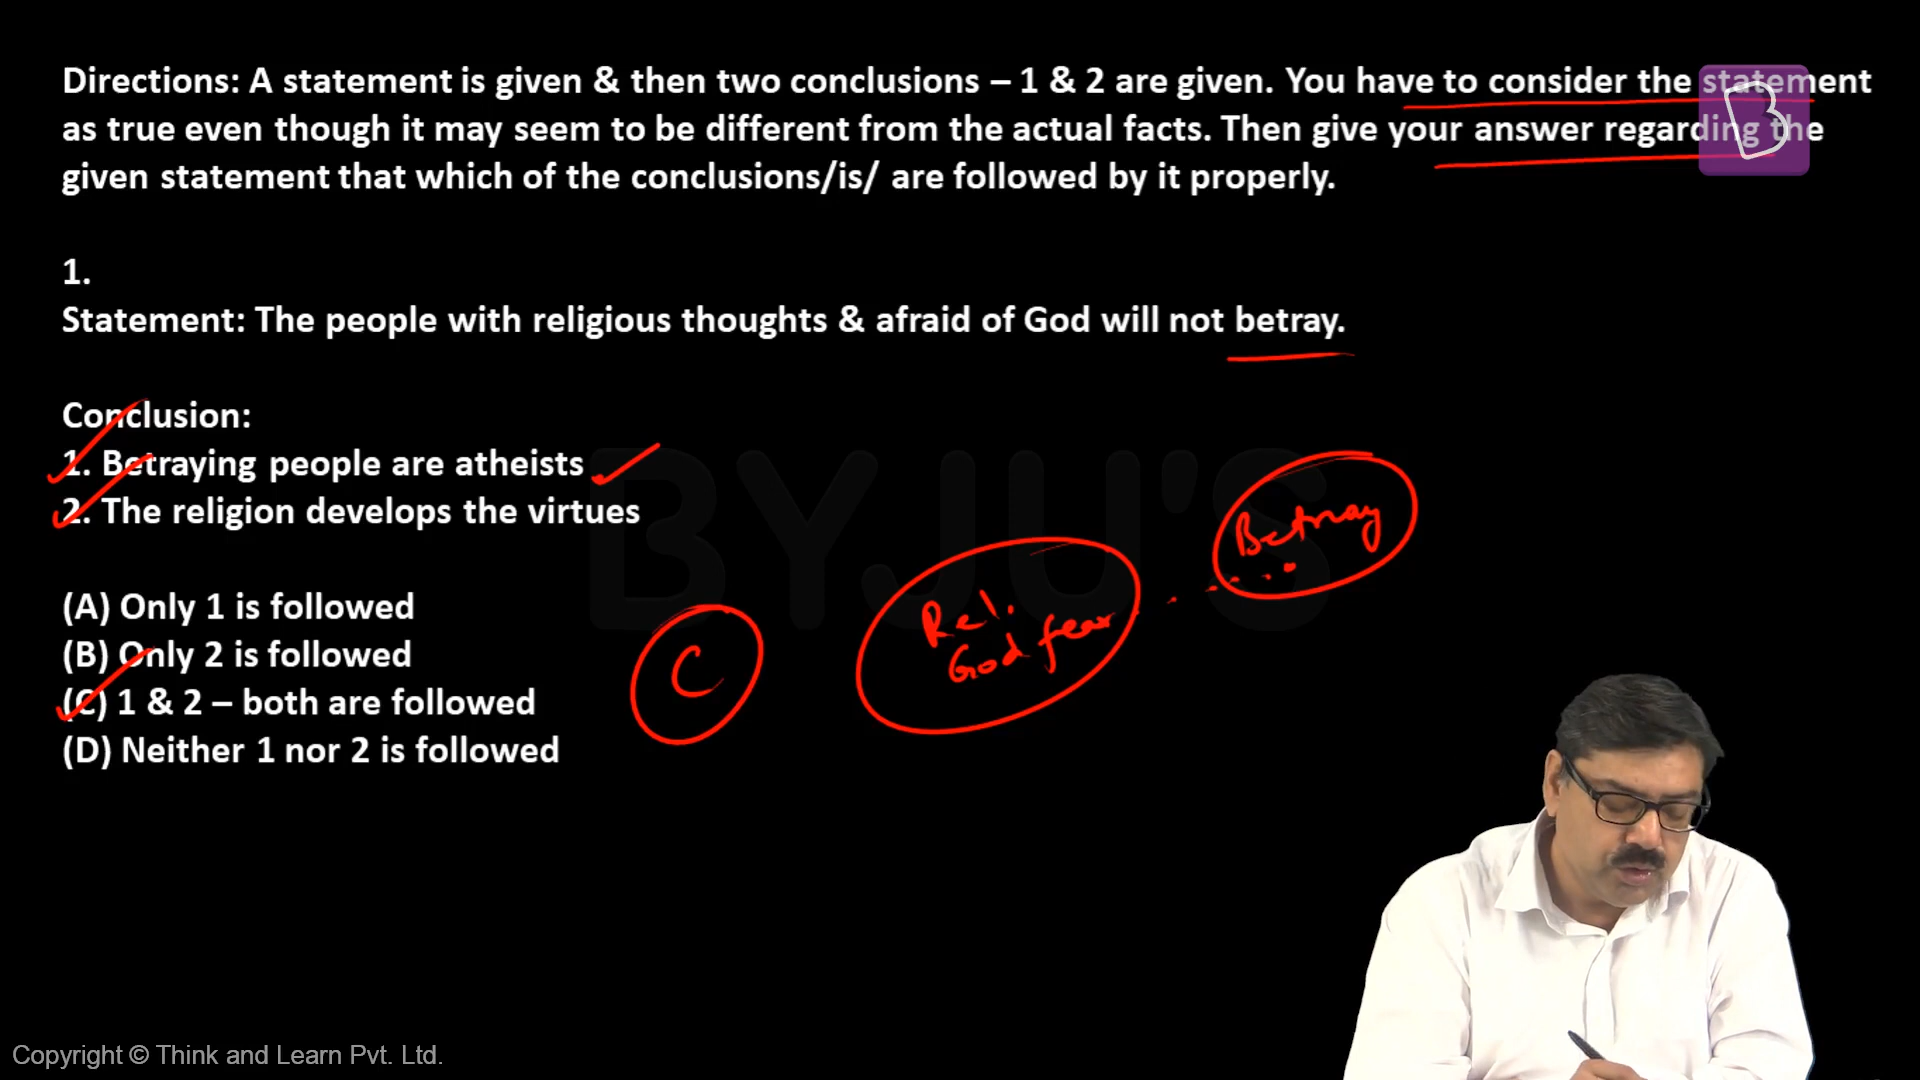 Directions: A statement is given & then two conclusions – 1 & 2 are given. You have to consider the statement
as true even though it may seem to be different from the actual facts. Then give your answer regarding the
given statement that which of the conclusions/is/ are followed by it properly.
1.
Statement: The people with religious thoughts & afraid of God will not betray.
Conclusion:
1. Betraying people are atheists
2. The religion develops the virtues
(A) Only 1 is followed
(B) Only 2 is followed
(C) 1 & 2 – both are followed
(D) Neither 1 nor 2 is followed
C
Rel.
God fear
Betray
BYJU'S
B
Copyright © Think and Learn Pvt. Ltd.